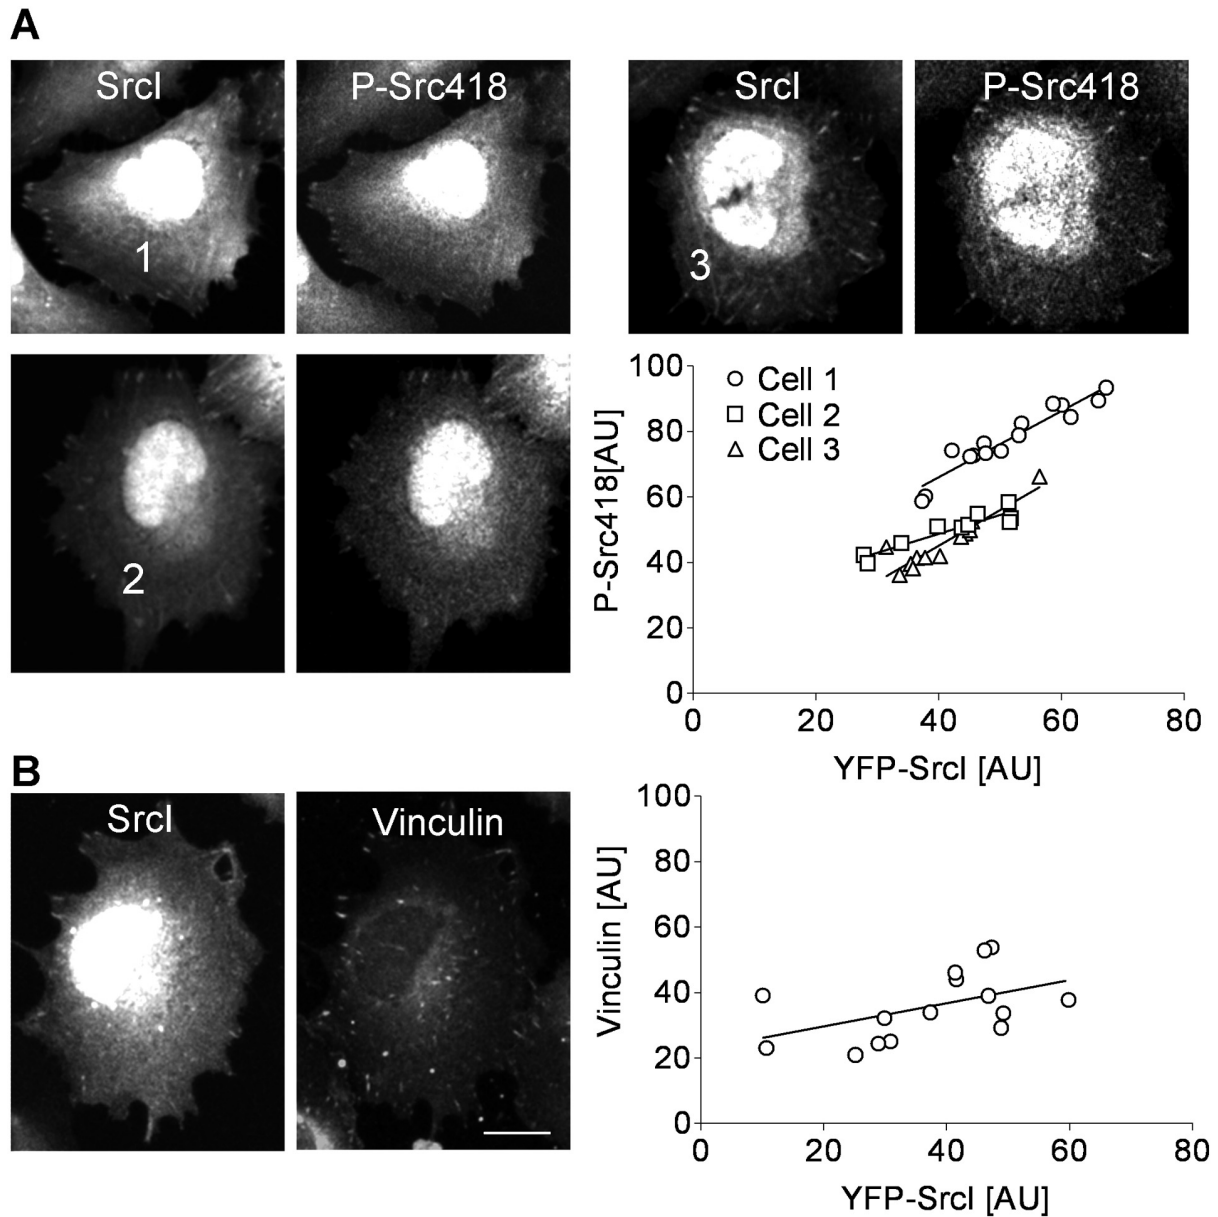 A
SrcI
P-Src418
SrcI
P-Src418
1
3
2
100
80
60
40
20
0
P-Src418[AU]
Cell 1
Cell 2
Cell 3
0 20 40 60 80
YFP-SrcI [AU]
B
SrcI
Vinculin
100
80
60
40
20
0
Vinculin [AU]
0 20 40 60 80
YFP-SrcI [AU]